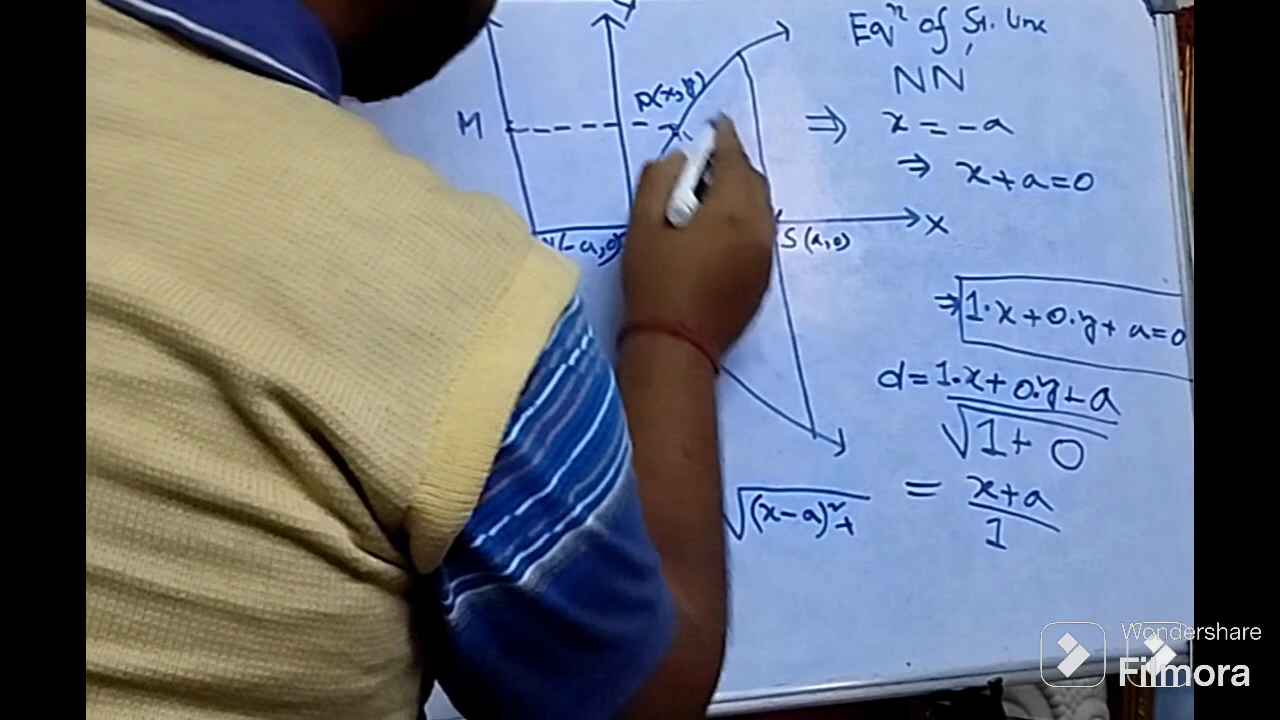 y
Eqⁿ of St. line
NN'
P(x,y)
M
⇒ x = -a
⇒ x+a=0
X
N(-a,0)
S(a,0)
⇒ 1·x+0·y+a=0
d= 1·x+0·y+a
√1+0
√(x-a)²+
= x+a
1
Wondershare
Filmora